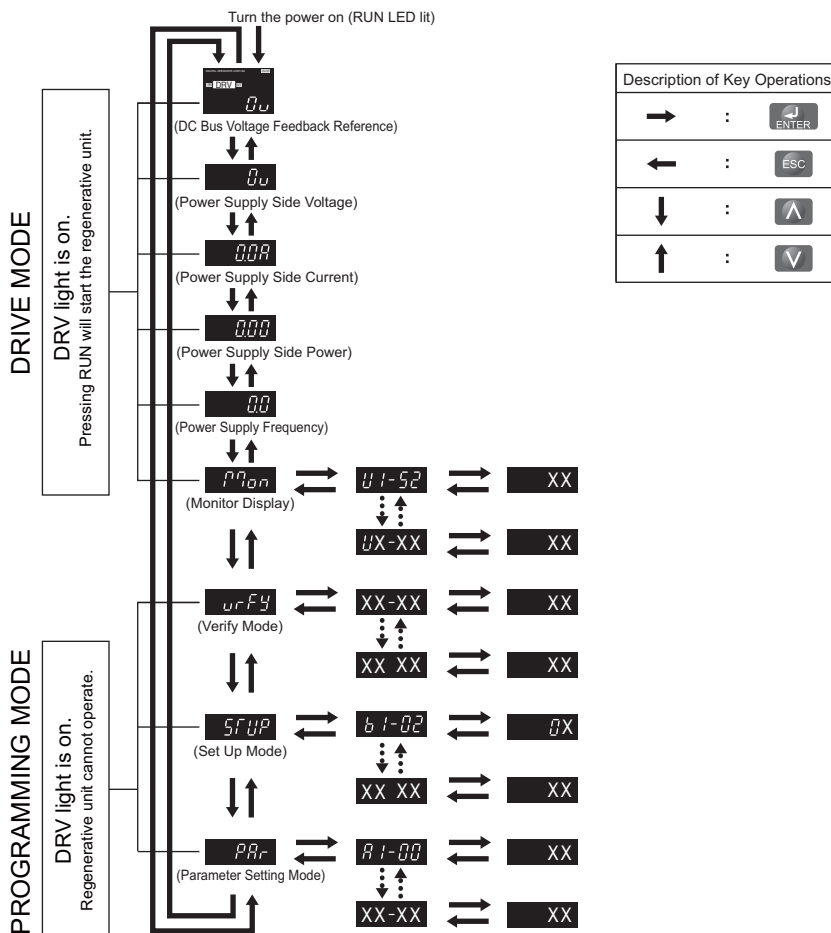 Turn the power on (RUN LED lit)
DRV
0v
(DC Bus Voltage Feedback Reference)
0v
(Power Supply Side Voltage)
0.0A
(Power Supply Side Current)
0.00
(Power Supply Side Power)
0.0
(Power Supply Frequency)
Mon
U1-52
XX
(Monitor Display)
UX-XX
XX
DRIVE MODE
DRV light is on.
Pressing RUN will start the regenerative unit.
vrFY
XX-XX
XX
(Verify Mode)
XX XX
XX
STUP
b1-02
0X
(Set Up Mode)
XX XX
XX
PAr
A1-00
XX
(Parameter Setting Mode)
XX-XX
XX
PROGRAMMING MODE
DRV light is on.
Regenerative unit cannot operate.
Description of Key Operations
→ : ENTER
← : ESC
↓ : ∧
↑ : ∨